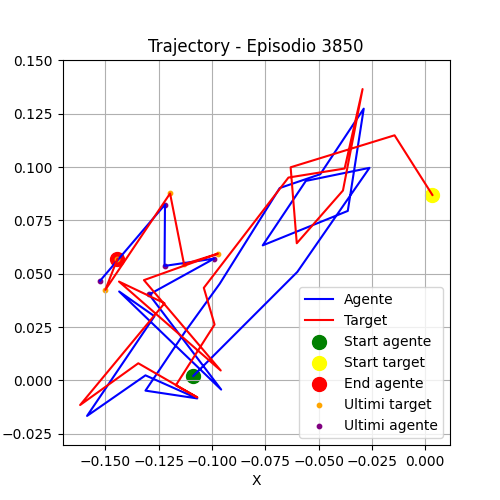 Trajectory - Episodio 3850
0.150
0.125
0.100
0.075
0.050
0.025
0.000
−0.025
−0.150 −0.125 −0.100 −0.075 −0.050 −0.025 0.000
X
Agente
Target
Start agente
Start target
End agente
Ultimi target
Ultimi agente